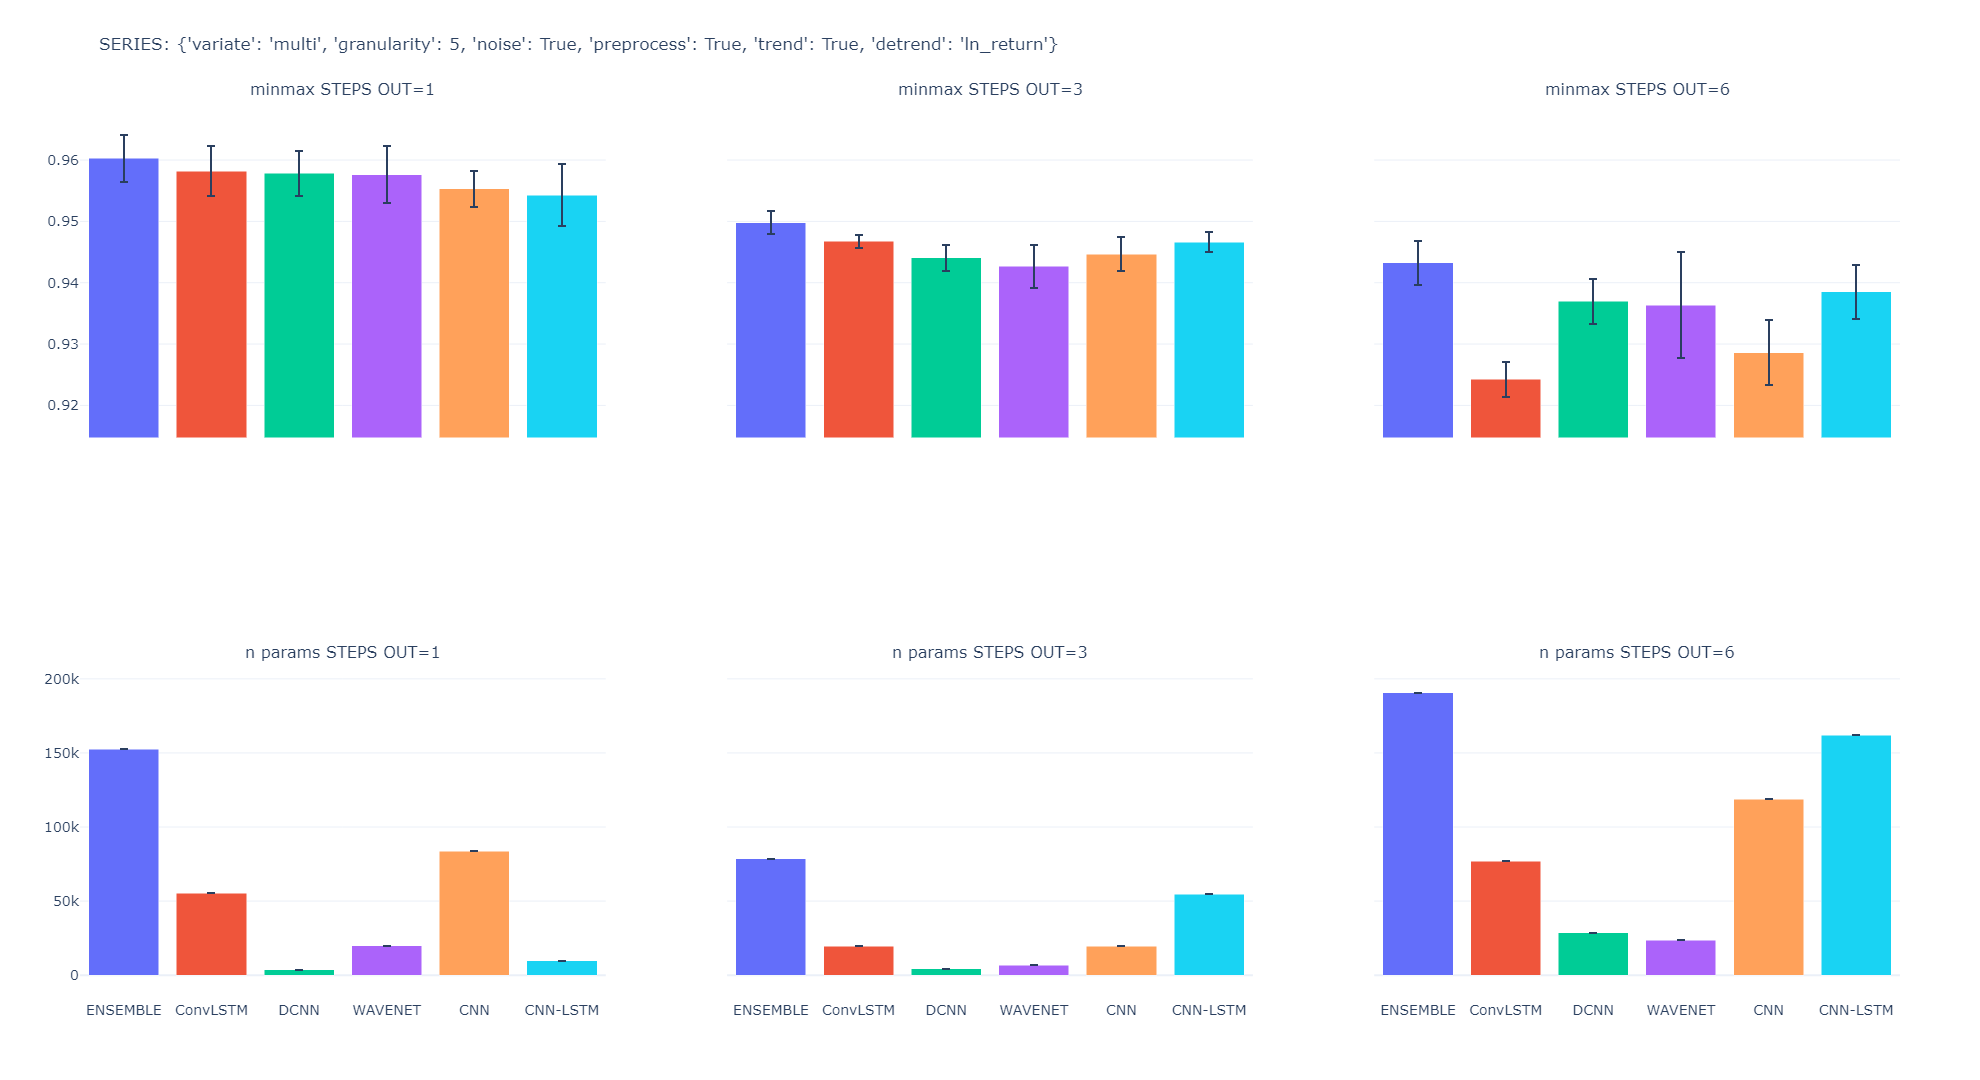 SERIES: {'variate': 'multi', 'granularity': 5, 'noise': True, 'preprocess': True, 'trend': True, 'detrend': 'ln_return'}
minmax STEPS OUT=1
minmax STEPS OUT=3
minmax STEPS OUT=6
0.96
0.95
0.94
0.93
0.92
n params STEPS OUT=1
n params STEPS OUT=3
n params STEPS OUT=6
200k
150k
100k
50k
0
ENSEMBLE ConvLSTM DCNN WAVENET CNN CNN-LSTM
ENSEMBLE ConvLSTM DCNN WAVENET CNN CNN-LSTM
ENSEMBLE ConvLSTM DCNN WAVENET CNN CNN-LSTM